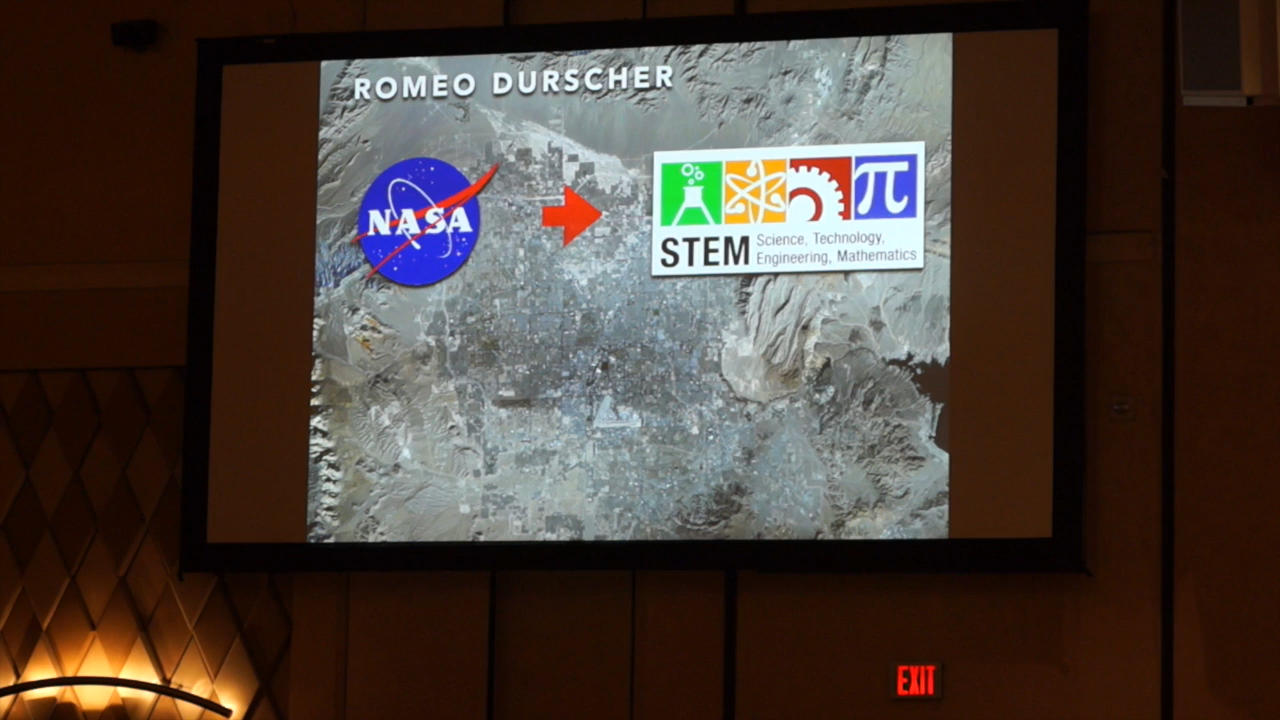 ROMEO DURSCHER
NASA
STEM
Science, Technology,
Engineering, Mathematics
π
EXIT